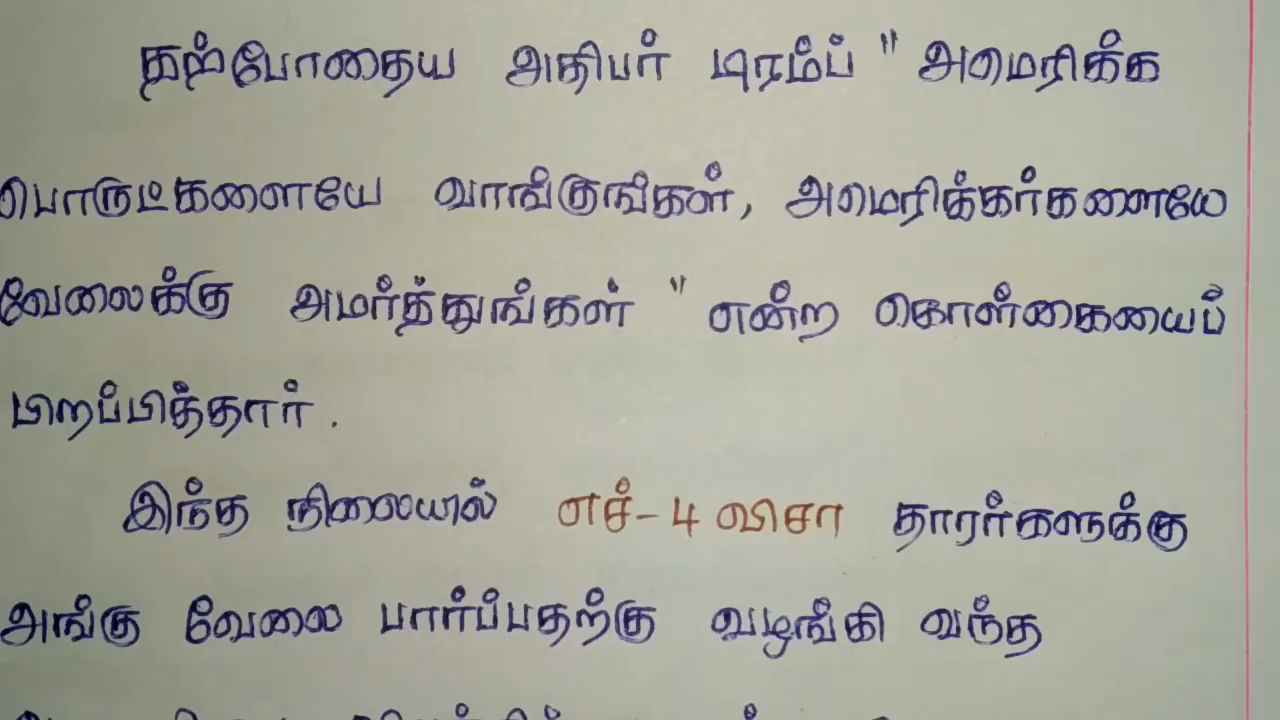 தற்போதைய அதிபர் டிரம்ப் "அமெரிக்க
பொருட்களையே வாங்குங்கள், அமெரிக்கர்களையே
வேலைக்கு அமர்த்துங்கள்" என்ற கொள்கையைப்
பிறப்பித்தார்.
இந்த நிலையில் எச்-4 விசா தாரர்களுக்கு
அங்கு வேலை பார்ப்பதற்கு வழங்கி வந்த